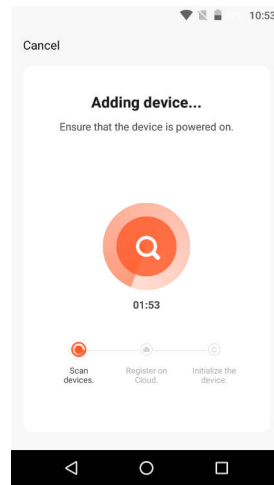 10:53
Cancel
Adding device...
Ensure that the device is powered on.
01:53
Scan devices.
Register on Cloud.
Initialize the device.